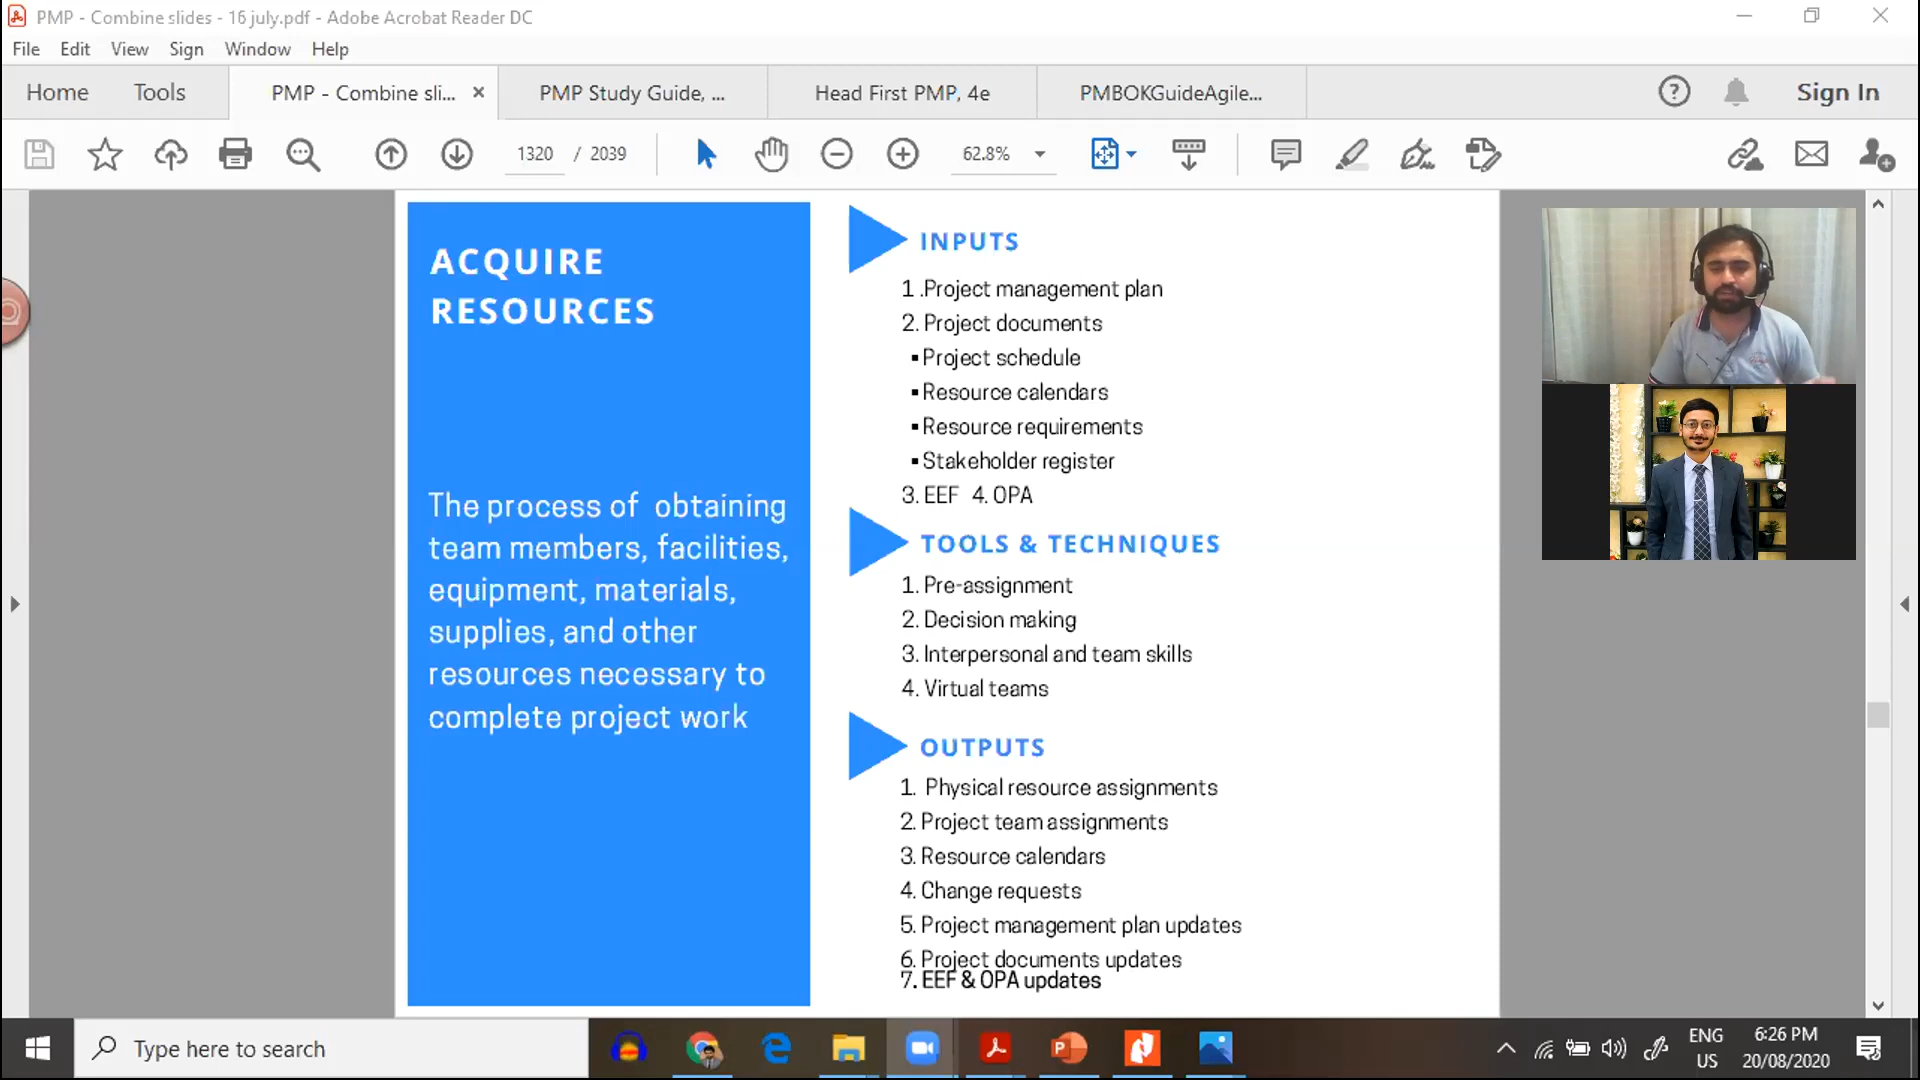 PMP - Combine slides - 16 july.pdf - Adobe Acrobat Reader DC
File Edit View Sign Window Help
Home Tools PMP - Combine sli... PMP Study Guide, ... Head First PMP, 4e PMBOKGuideAgile... Sign In
1320 / 2039 62.8%
ACQUIRE
RESOURCES
The process of obtaining
team members, facilities,
equipment, materials,
supplies, and other
resources necessary to
complete project work
INPUTS
1 .Project management plan
2. Project documents
▪Project schedule
▪Resource calendars
▪Resource requirements
▪Stakeholder register
3. EEF 4. OPA
TOOLS & TECHNIQUES
1. Pre-assignment
2. Decision making
3. Interpersonal and team skills
4. Virtual teams
OUTPUTS
1. Physical resource assignments
2. Project team assignments
3. Resource calendars
4. Change requests
5. Project management plan updates
6. Project documents updates
7. EEF & OPA updates
Type here to search
ENG
US
6:26 PM
20/08/2020